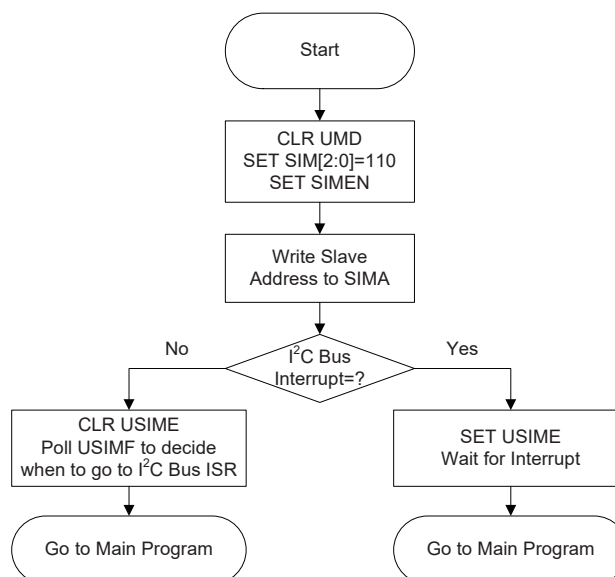 Start
CLR UMD
SET SIM[2:0]=110
SET SIMEN
Write Slave
Address to SIMA
I²C Bus
Interrupt=?
No
Yes
CLR USIME
Poll USIMF to decide
when to go to I²C Bus ISR
SET USIME
Wait for Interrupt
Go to Main Program
Go to Main Program